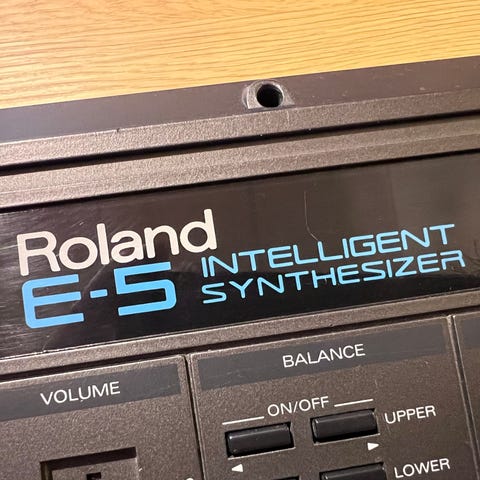 Roland
E-5 INTELLIGENT
SYNTHESIZER
VOLUME
BALANCE
ON/OFF
UPPER
LOWER